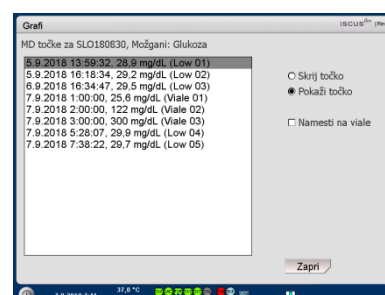 Grafi
ISCUS
MD točke za SLO180830, Možgani: Glukoza
5.9.2018 13:59:32, 28,9 mg/dL (Low 01)
5.9.2018 16:18:34, 29,2 mg/dL (Low 02)
6.9.2018 16:34:47, 29,5 mg/dL (Low 03)
7.9.2018 1:00:00, 25,6 mg/dL (Viale 01)
7.9.2018 2:00:00, 122 mg/dL (Viale 02)
7.9.2018 3:00:00, 300 mg/dL (Viale 03)
7.9.2018 5:28:07, 29,9 mg/dL (Low 04)
7.9.2018 7:38:22, 29,7 mg/dL (Low 05)
Skrij točko
Pokaži točko
Namesti na viale
Zapri
37,8 °C